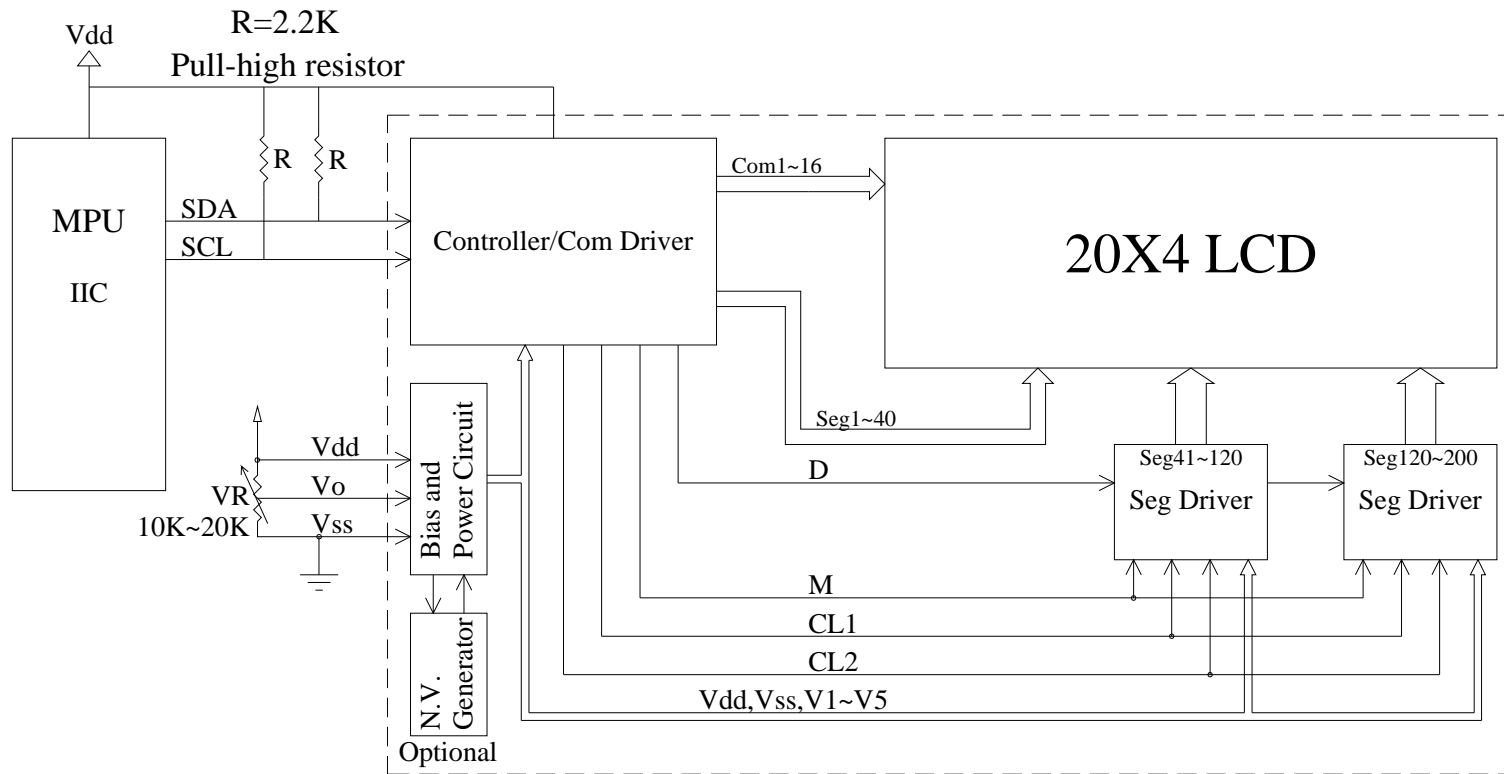 R=2.2K
Vdd
Pull-high resistor
R
R
Com1~16
MPU
IIC
SDA
SCL
Controller/Com Driver
20X4 LCD
Seg1~40
Vdd
Vo
Vss
VR
10K~20K
Bias and
Power Circuit
D
Seg41~120
Seg Driver
Seg120~200
Seg Driver
M
CL1
CL2
Vdd,Vss,V1~V5
N.V.
Generator
Optional